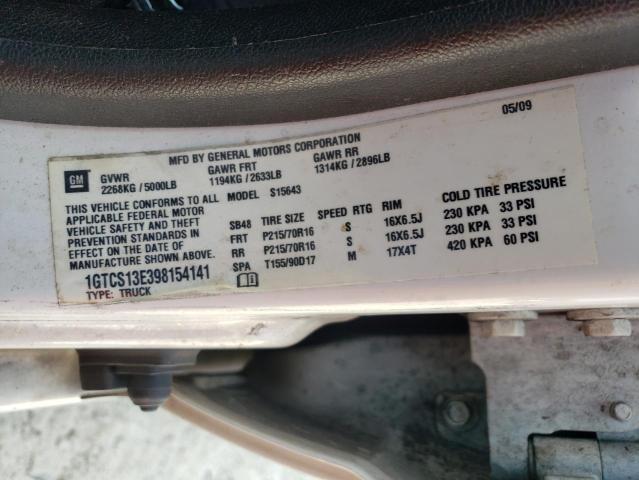 05/09
MFD BY GENERAL MOTORS CORPORATION
GM
GVWR GAWR FRT GAWR RR
2268KG / 5000LB 1194KG / 2633LB 1314KG / 2896LB
THIS VEHICLE CONFORMS TO ALL MODEL S15643
APPLICABLE FEDERAL MOTOR
VEHICLE SAFETY AND THEFT
PREVENTION STANDARDS IN
EFFECT ON THE DATE OF
MANUFACTURE SHOWN ABOVE.
SB48 TIRE SIZE SPEED RTG RIM COLD TIRE PRESSURE
FRT P215/70R16 S 16X6.5J 230 KPA 33 PSI
RR P215/70R16 S 16X6.5J 230 KPA 33 PSI
SPA T155/90D17 M 17X4T 420 KPA 60 PSI
1GTCS13E398154141
TYPE: TRUCK